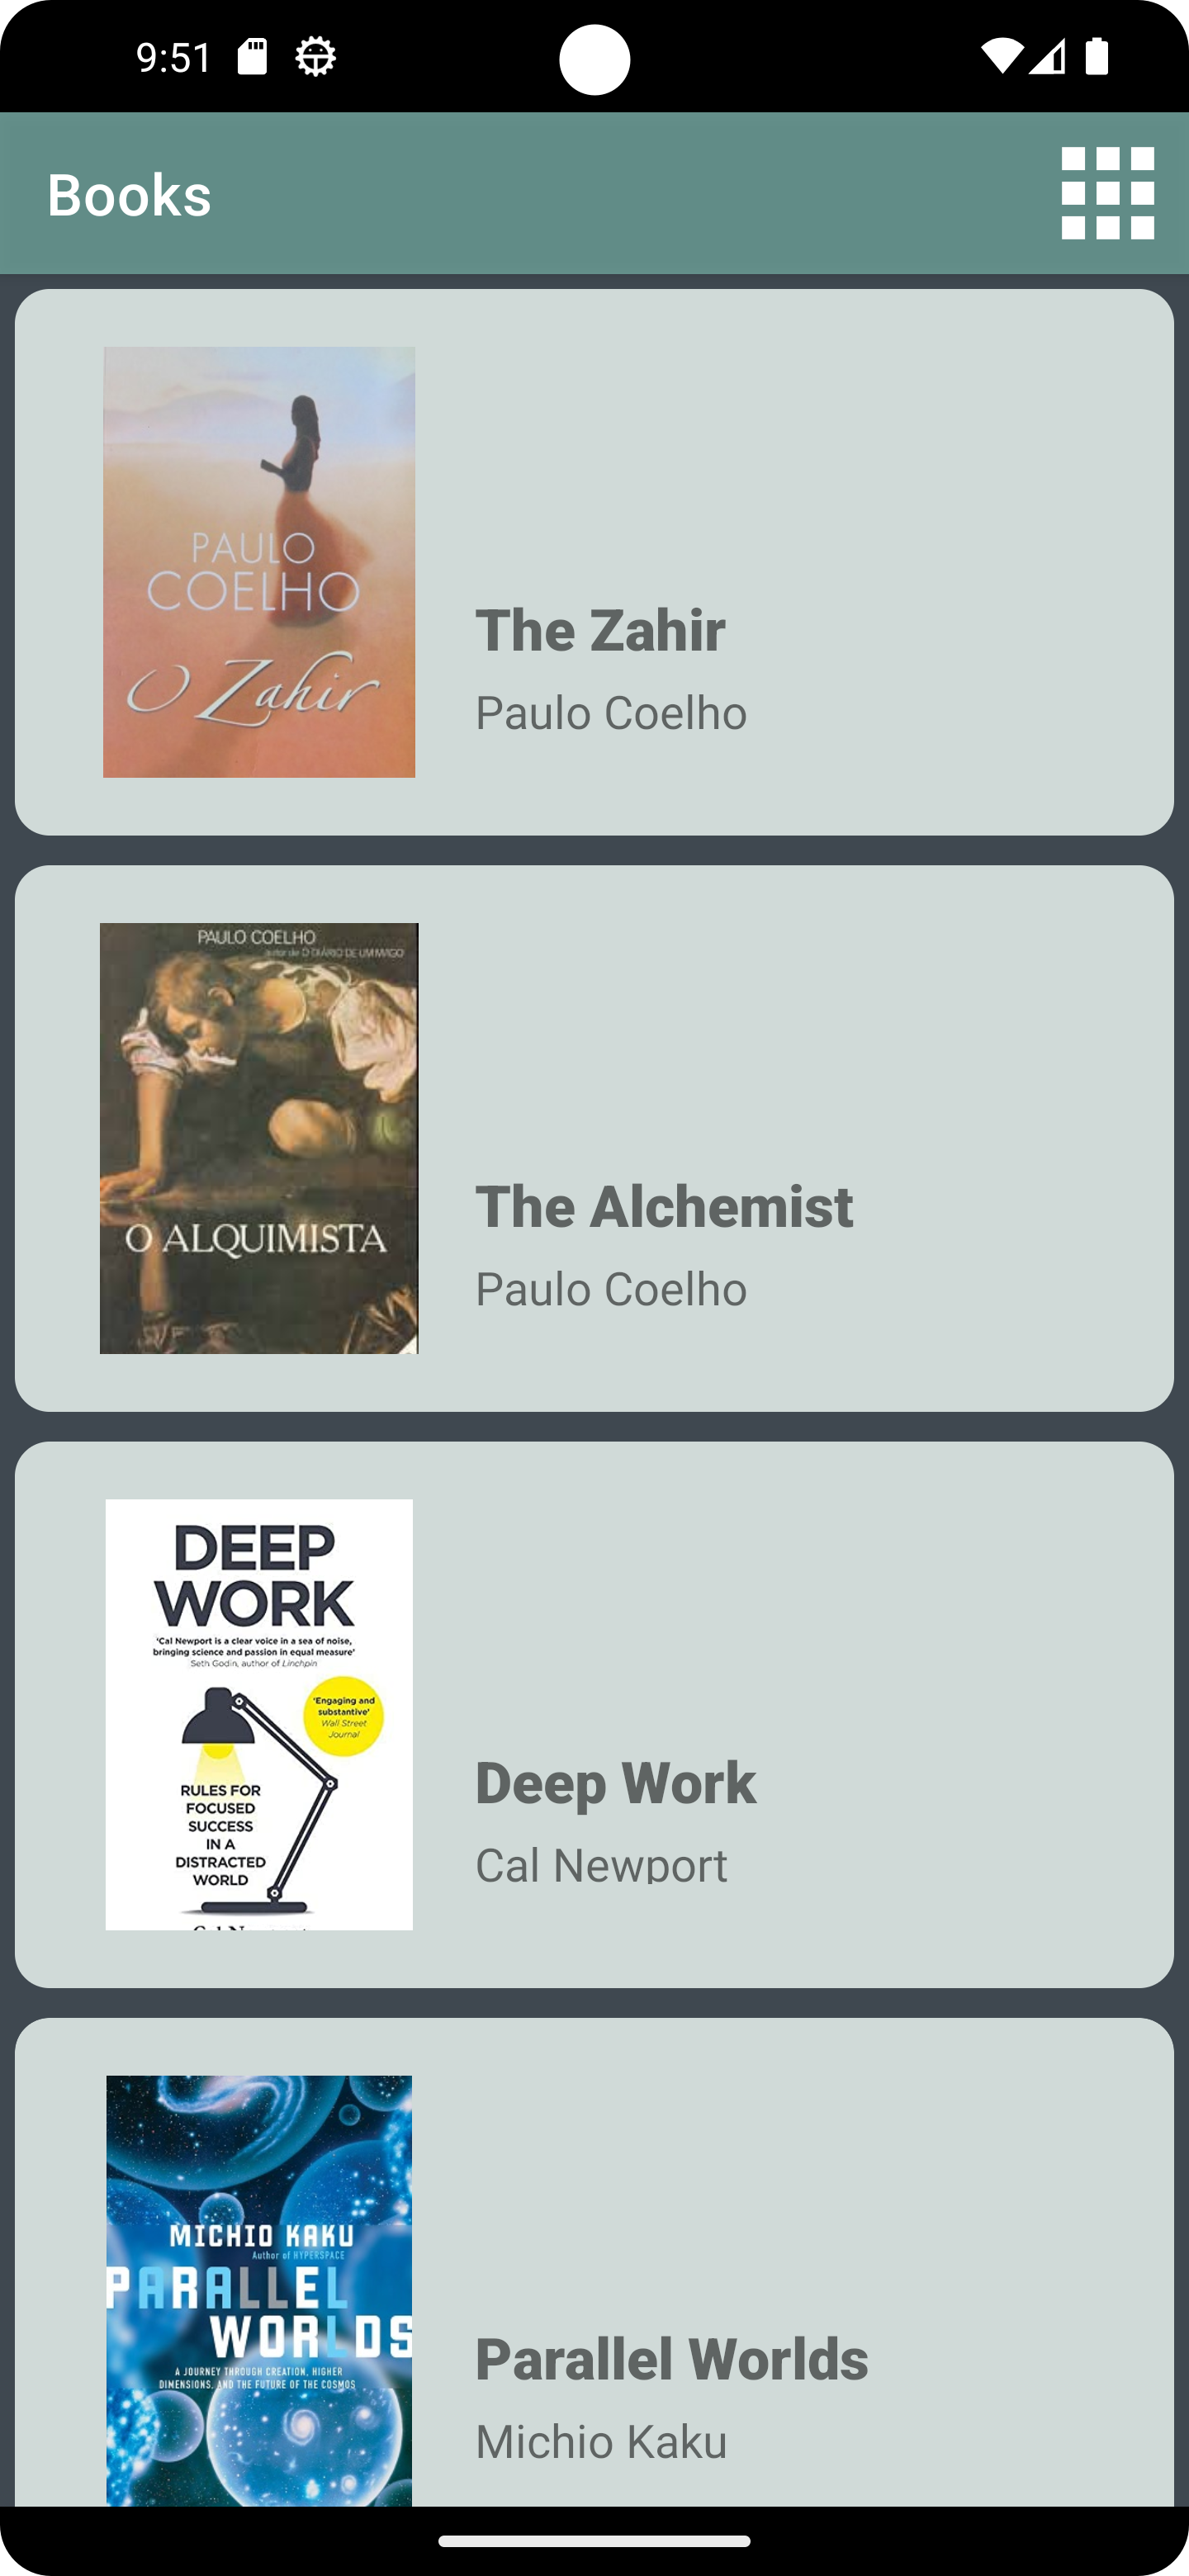 9:51
Books
PAULO
COELHO
O Zahir
The Zahir
Paulo Coelho
PAULO COELHO
autor de O DIÁRIO DE UM MAGO
O ALQUIMISTA
The Alchemist
Paulo Coelho
DEEP
WORK
'Cal Newport is a clear voice in a sea of noise,
bringing science and passion in equal measure'
Seth Godin, author of Linchpin
'Engaging and
substantive'
Wall Street
Journal
RULES FOR
FOCUSED
SUCCESS
IN A
DISTRACTED
WORLD
Deep Work
Cal Newport
MICHIO KAKU
Author of HYPERSPACE
PARALLEL
WORLDS
A JOURNEY THROUGH CREATION, HIGHER
DIMENSIONS, AND THE FUTURE OF THE COSMOS
Parallel Worlds
Michio Kaku